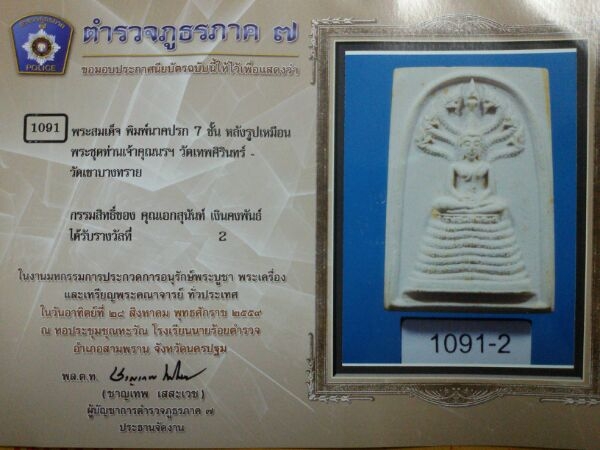 ตำรวจภูธรภาค ๗
POLICE
ขอมอบประกาศนียบัตรฉบับนี้ให้ไว้เพื่อแสดงว่า
1091 พระสมเด็จ พิมพ์นาคปรก 7 ชั้น หลังรูปเหมือน
พระชุดท่านเจ้าคุณนรฯ วัดเทพศิรินทร์ -
วัดเขาบางทราย
กรรมสิทธิ์ของ คุณเอกสุนันท์ เงินคงพันธ์
ได้รับรางวัลที่ 2
ในงานมหกรรมการประกวดการอนุรักษ์พระบูชา พระเครื่อง
และเหรียญพระคณาจารย์ ทั่วประเทศ
ในวันอาทิตย์ที่ ๒๘ สิงหาคม พุทธศักราช ๒๕๕๙
ณ หอประชุมชุณหะวัณ โรงเรียนนายร้อยตำรวจ
อำเภอสามพราน จังหวัดนครปฐม
พล.ต.ท.
(ชาญเทพ เสสะเวช)
ผู้บัญชาการตำรวจภูธรภาค ๗
ประธานจัดงาน
1091-2